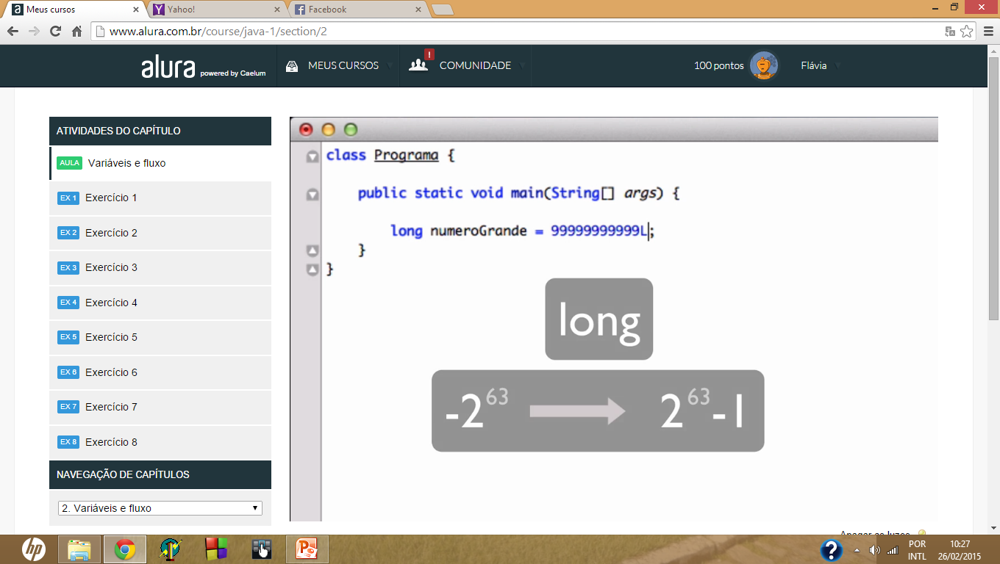 Meus cursos
Yahoo!
Facebook
www.alura.com.br/course/java-1/section/2
alura powered by Caelum
MEUS CURSOS
!
COMUNIDADE
100 pontos
Flávia
ATIVIDADES DO CAPÍTULO
AULA Variáveis e fluxo
EX 1 Exercício 1
EX 2 Exercício 2
EX 3 Exercício 3
EX 4 Exercício 4
EX 5 Exercício 5
EX 6 Exercício 6
EX 7 Exercício 7
EX 8 Exercício 8
NAVEGAÇÃO DE CAPÍTULOS
2. Variáveis e fluxo
class Programa {
public static void main(String[] args) {
long numeroGrande = 99999999999L;
}
}
long
-2^63 → 2^63-1
Apagar as luzes
hp
POR
INTL
10:27
26/02/2015